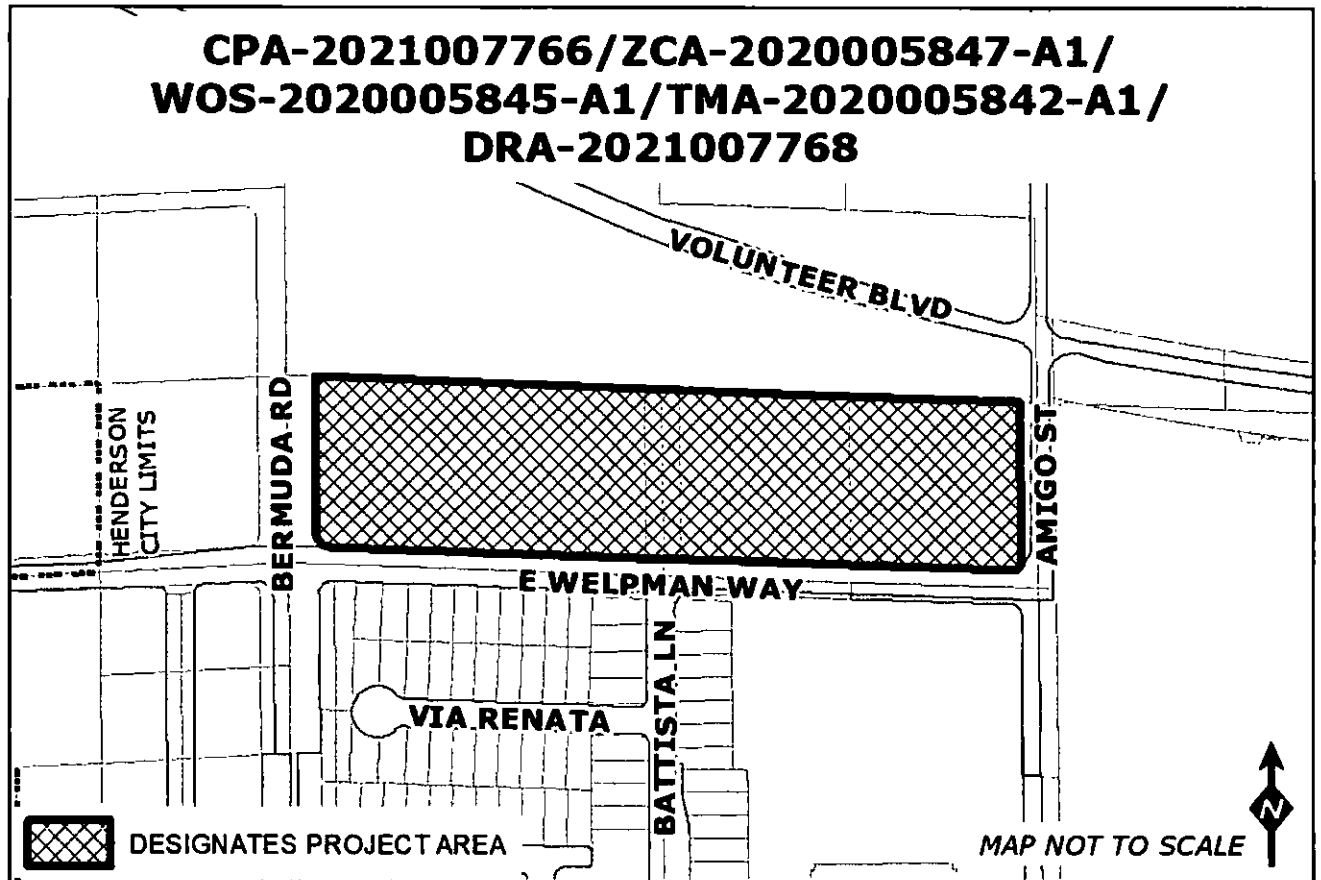 CPA-2021007766/ZCA-2020005847-A1/
WOS-2020005845-A1/TMA-2020005842-A1/
DRA-2021007768
VOLUNTEER BLVD
HENDERSON
CITY LIMITS
BERMUDA RD
AMIGO ST
E WELPMAN WAY
BATTISTA LN
VIA RENATA
DESIGNATES PROJECT AREA
MAP NOT TO SCALE
N